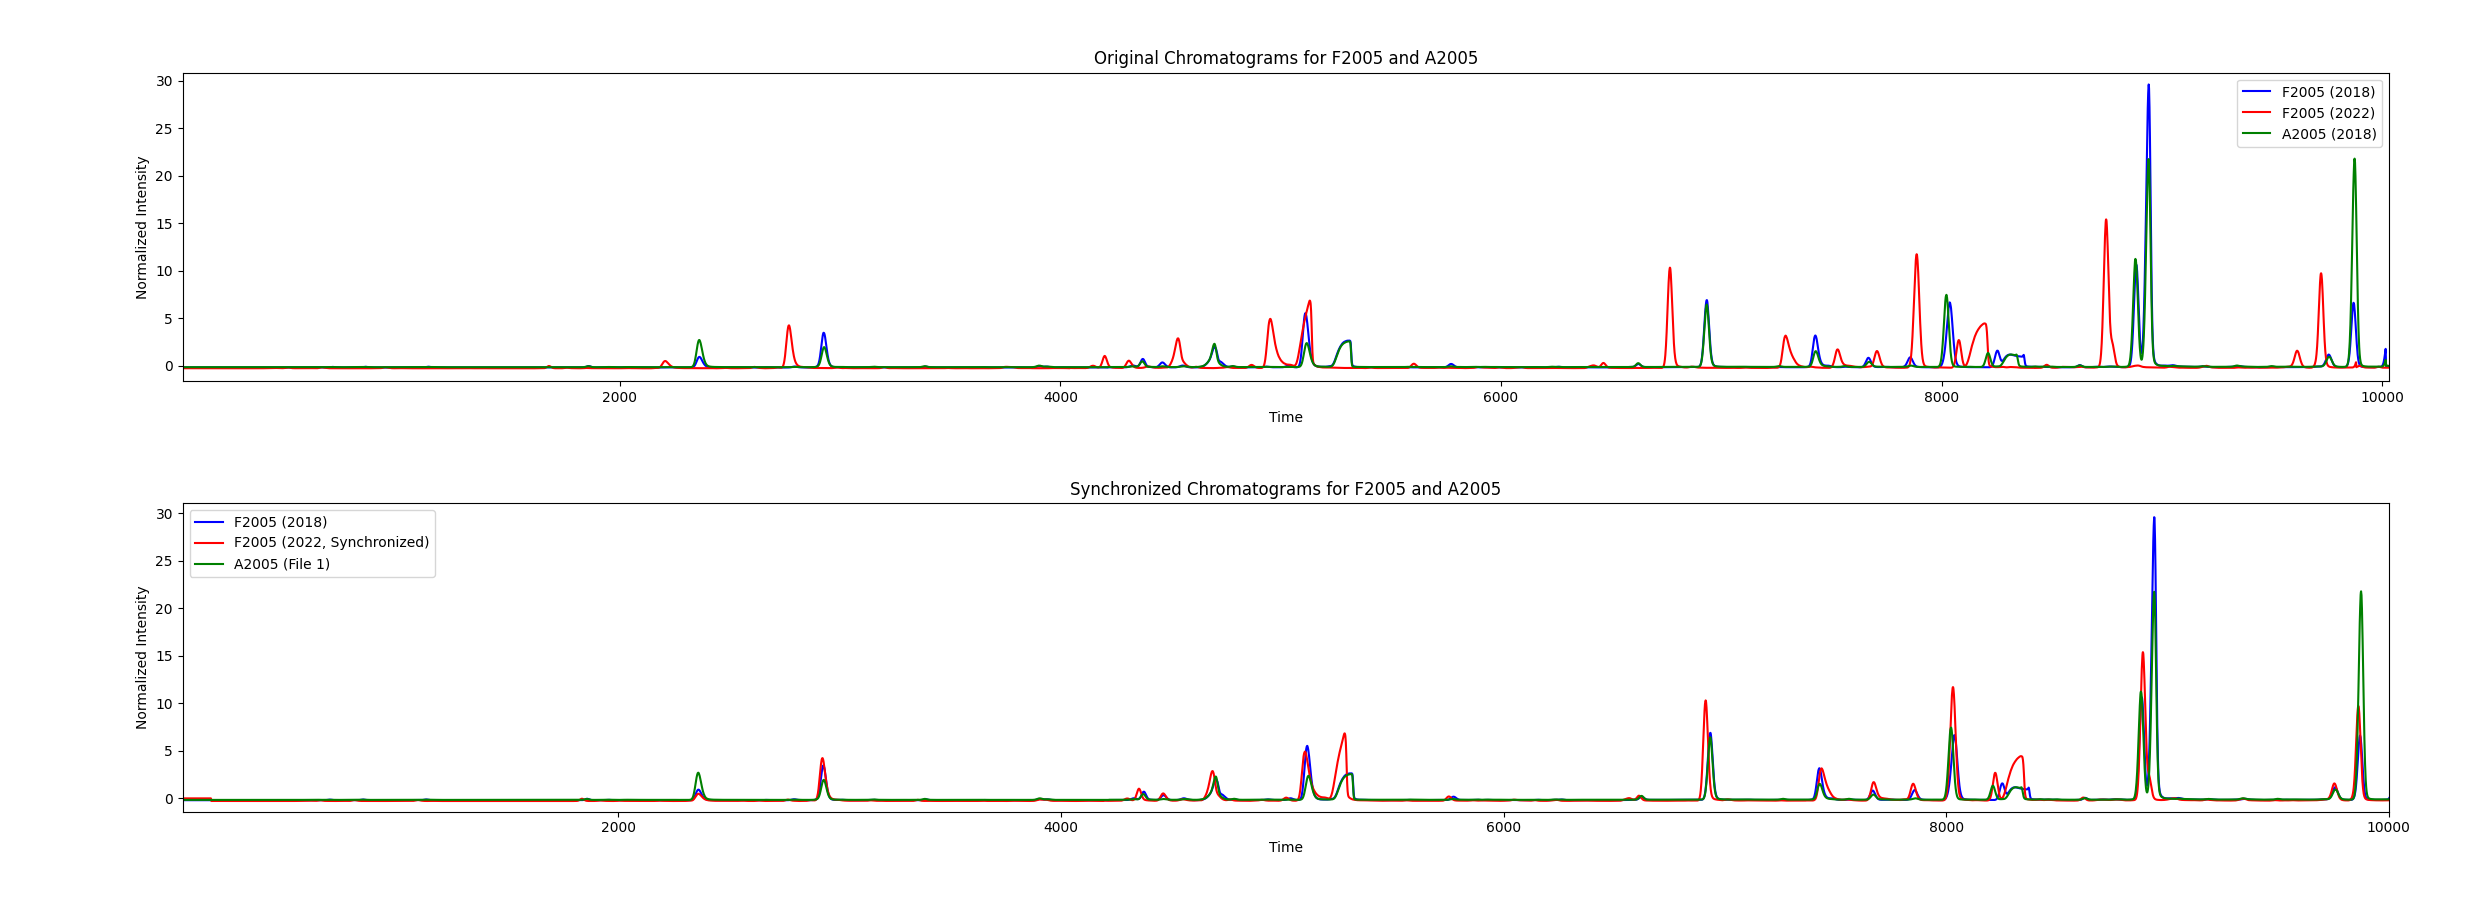 Original Chromatograms for F2005 and A2005
30
25
20
15
10
5
0
Normalized Intensity
F2005 (2018)
F2005 (2022)
A2005 (2018)
2000 4000 6000 8000 10000
Time
Synchronized Chromatograms for F2005 and A2005
30
25
20
15
10
5
0
Normalized Intensity
F2005 (2018)
F2005 (2022, Synchronized)
A2005 (File 1)
2000 4000 6000 8000 10000
Time